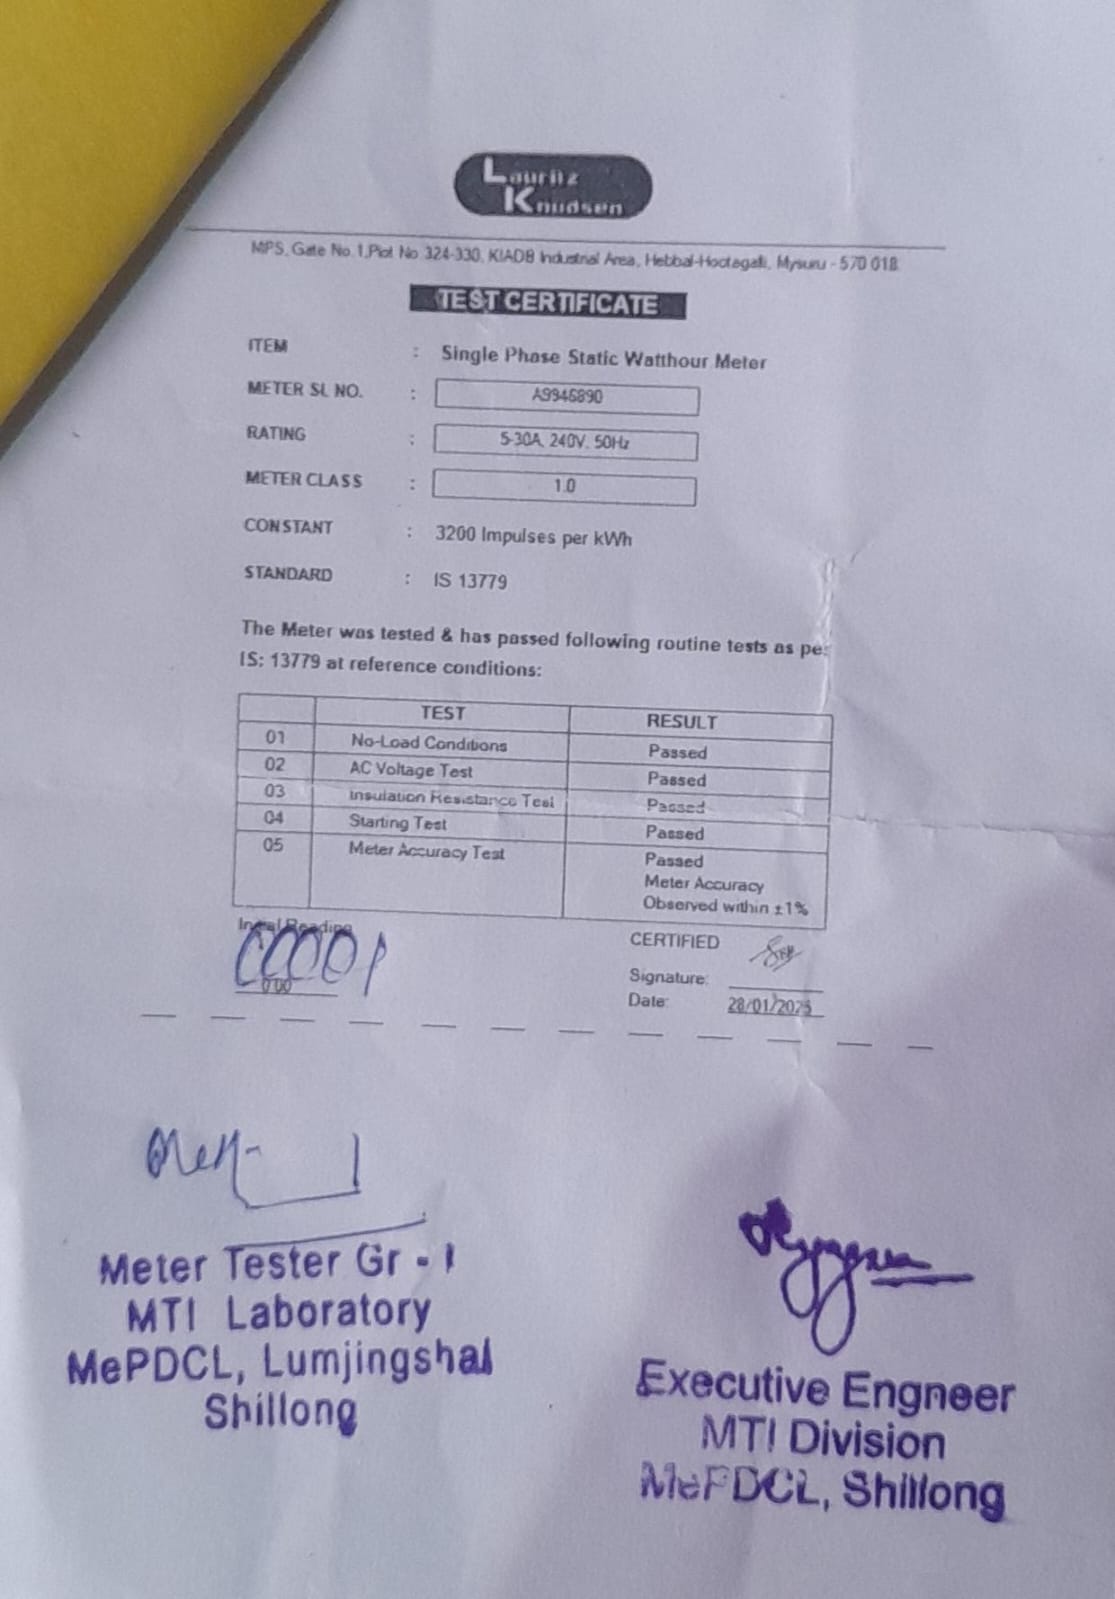 Lauritz
Knudsen
MPS, Gate No.1,Plot No 324-330, KIADB Industrial Area, Hebbal-Hootagalli, Mysuru - 570 018
TEST CERTIFICATE
ITEM : Single Phase Static Watthour Meter
METER SL NO. : A9946890
RATING : 5-30A, 240V, 50Hz
METER CLASS : 1.0
CONSTANT : 3200 Impulses per kWh
STANDARD : IS 13779
The Meter was tested & has passed following routine tests as per
IS: 13779 at reference conditions:
TEST RESULT
01 No-Load Conditions Passed
02 AC Voltage Test Passed
03 Insulation Resistance Test Passed
04 Starting Test Passed
05 Meter Accuracy Test Passed
Meter Accuracy
Observed within ±1%
Initial Reading
CERTIFIED
Signature:
Date: 28/01/2025
Meter Tester Gr - I
MTI Laboratory
MePDCL, Lumjingshai
Shillong
Executive Engneer
MTI Division
MePDCL, Shillong